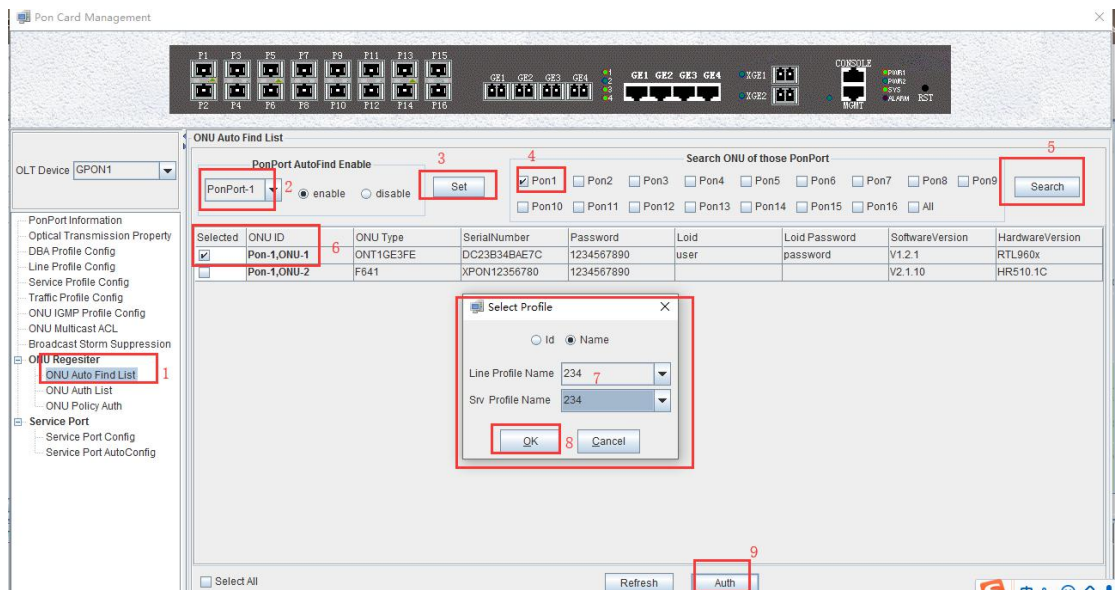 Pon Card Management
P1 P3 P5 P7 P9 P11 P13 P15
P2 P4 P6 P8 P10 P12 P14 P16
GE1 GE2 GE3 GE4
1
2
3
4
GE1 GE2 GE3 GE4
XGE1
XGE2
CONSOLE
MGMT
PWR1
PWR2
SYS
ALARM
RST
OLT Device GPON1
PonPort Information
Optical Transmission Property
DBA Profile Config
Line Profile Config
Service Profile Config
Traffic Profile Config
ONU IGMP Profile Config
ONU Multicast ACL
Broadcast Storm Suppression
ONU Regesiter
ONU Auto Find List 1
ONU Auth List
ONU Policy Auth
Service Port
Service Port Config
Service Port AutoConfig
ONU Auto Find List
PonPort AutoFind Enable
PonPort-1 2 enable disable
3
Set
4
Search ONU of those PonPort
Pon1 Pon2 Pon3 Pon4 Pon5 Pon6 Pon7 Pon8 Pon9
Pon10 Pon11 Pon12 Pon13 Pon14 Pon15 Pon16 All
5
Search
Selected ONU ID ONU Type SerialNumber Password Loid Loid Password SoftwareVersion HardwareVersion
6
Pon-1,ONU-1 ONT1GE3FE DC23B34BAE7C 1234567890 user password V1.2.1 RTL960x
Pon-1,ONU-2 F641 XPON12356780 1234567890 V2.1.10 HR510.1C
Select Profile
Id Name
Line Profile Name 234 7
Srv Profile Name 234
OK 8 Cancel
9
Select All Refresh Auth